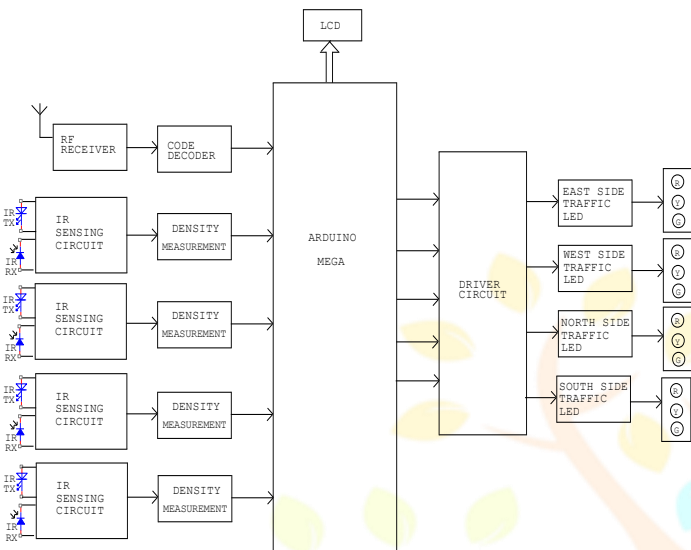 LCD
RF
RECEIVER
CODE
DECODER
IR
TX
IR
RX
IR
SENSING
CIRCUIT
DENSITY
MEASUREMENT
IR
TX
IR
RX
IR
SENSING
CIRCUIT
DENSITY
MEASUREMENT
IR
TX
IR
RX
IR
SENSING
CIRCUIT
DENSITY
MEASUREMENT
IR
TX
IR
RX
IR
SENSING
CIRCUIT
DENSITY
MEASUREMENT
ARDUINO
MEGA
DRIVER
CIRCUIT
EAST SIDE
TRAFFIC
LED
R
Y
G
WEST SIDE
TRAFFIC
LED
R
Y
G
NORTH SIDE
TRAFFIC
LED
R
Y
G
SOUTH SIDE
TRAFFIC
LED
R
Y
G